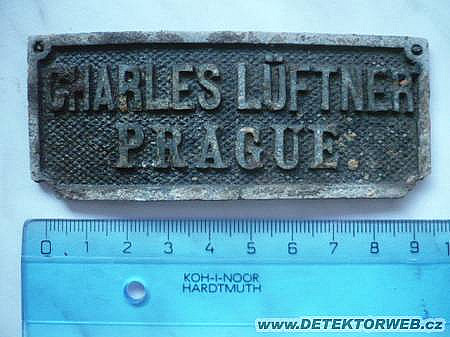 CHARLES LÜFTNER
PRAGUE.
0 1 2 3 4 5 6 7 8 9 1
KOH-I-NOOR
HARDTMUTH
www.DETEKTORWEB.cz